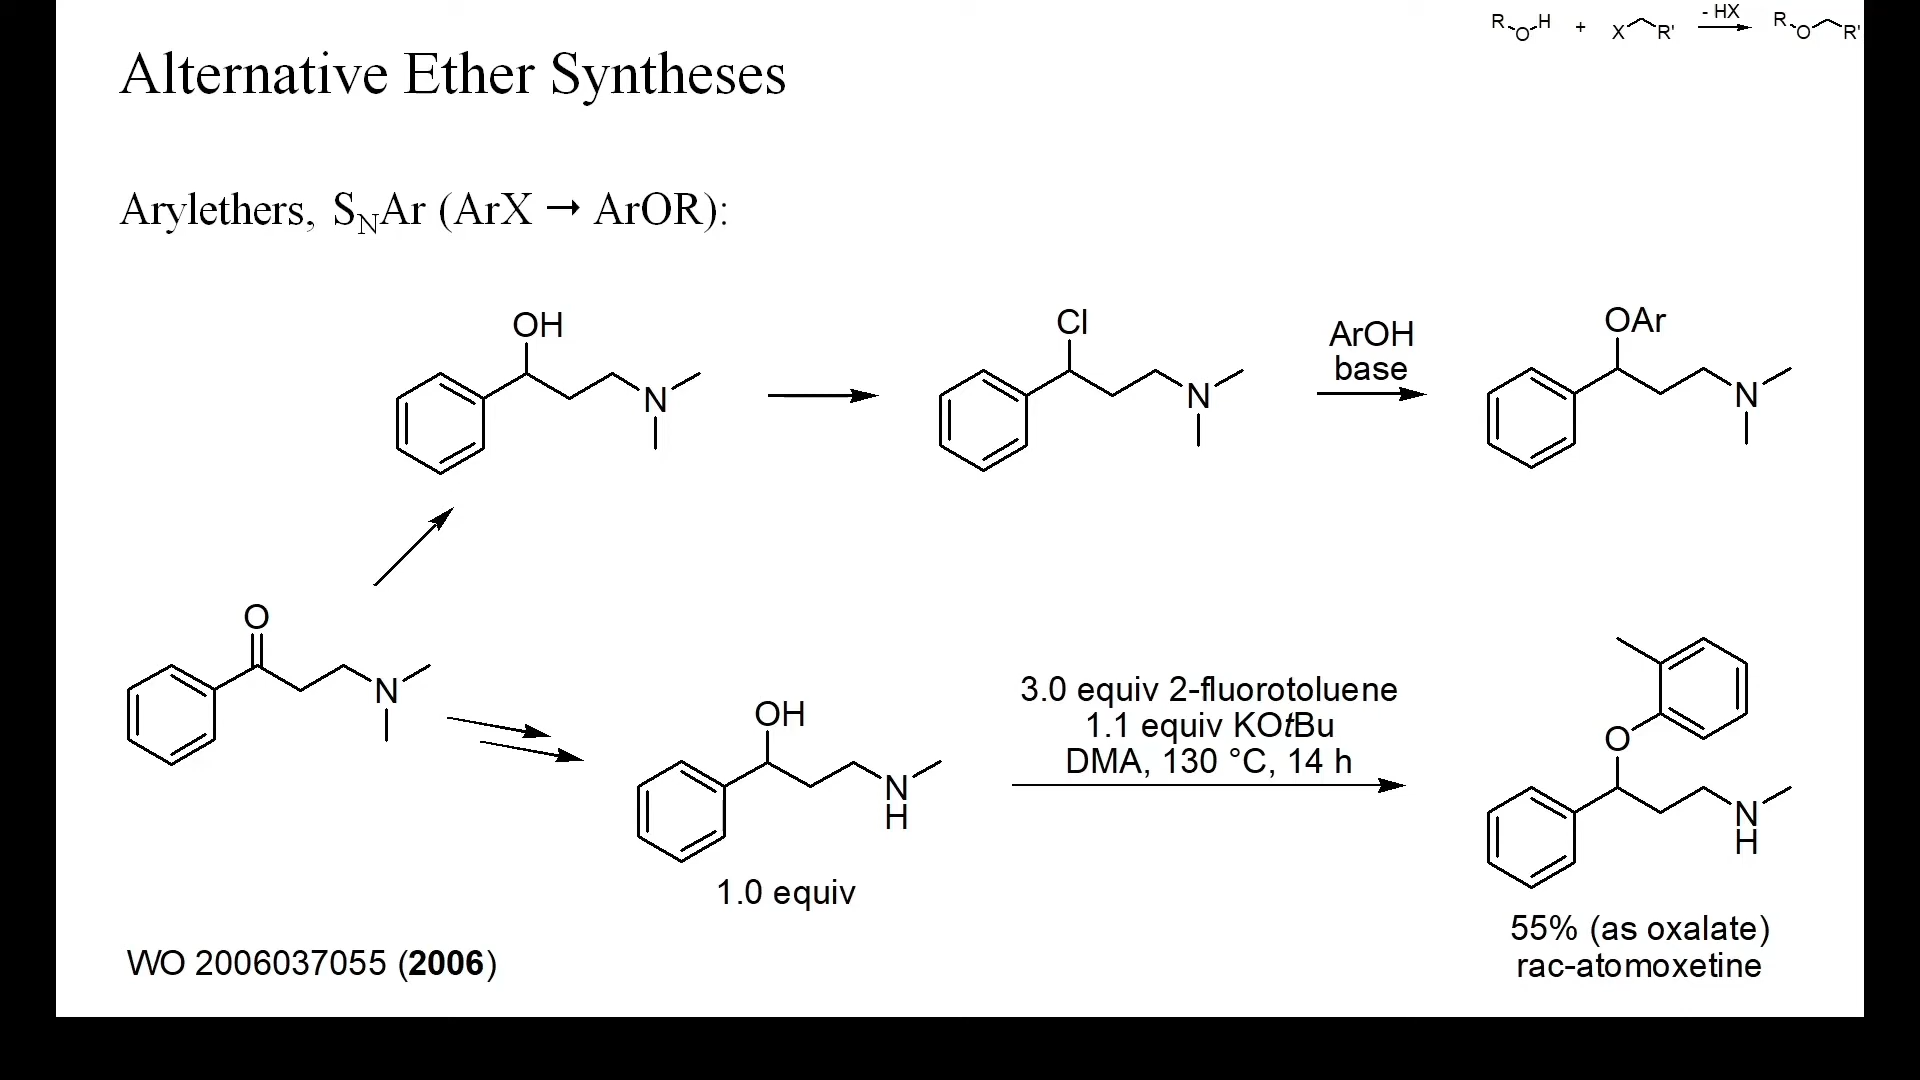 R O H + X R' - HX R O R'
Alternative Ether Syntheses
Arylethers, SNAr (ArX → ArOR):
OH
N
Cl
N
ArOH
base
OAr
N
O
N
OH
N
H
1.0 equiv
3.0 equiv 2-fluorotoluene
1.1 equiv KOtBu
DMA, 130 °C, 14 h
O
N
H
55% (as oxalate)
rac-atomoxetine
WO 2006037055 (2006)